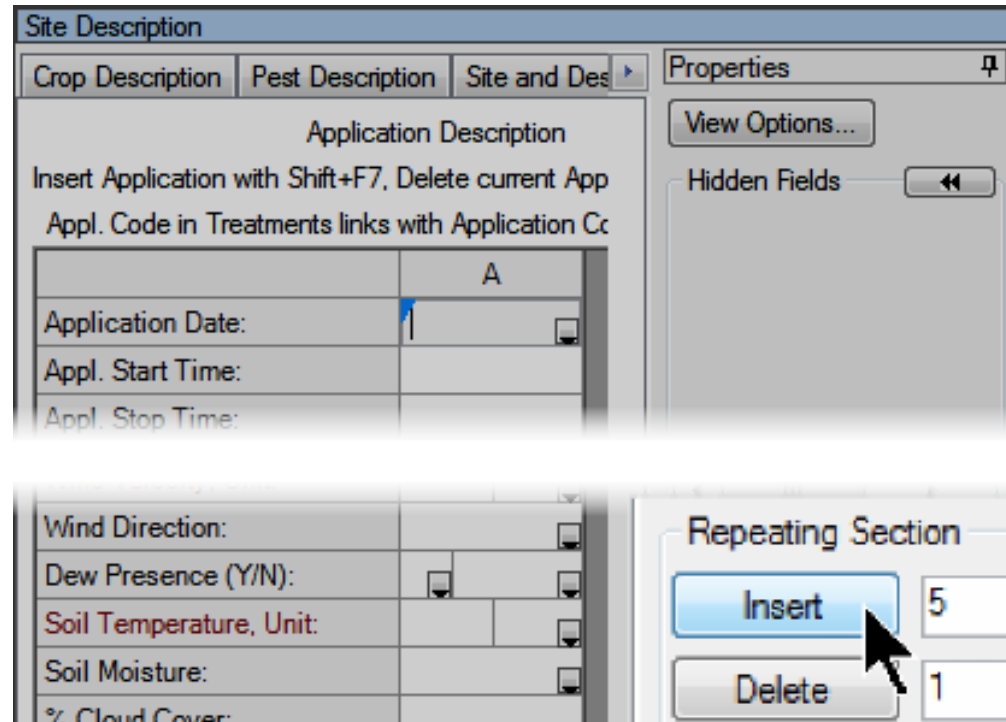 Site Description
Crop Description Pest Description Site and Des
Properties
View Options...
Application Description
Insert Application with Shift+F7, Delete current App
Hidden Fields
Appl. Code in Treatments links with Application Co
A
Application Date:
Appl. Start Time:
Appl. Stop Time:
Wind Direction:
Dew Presence (Y/N):
Soil Temperature, Unit:
Soil Moisture:
% Cloud Cover:
Repeating Section
Insert 5
Delete 1